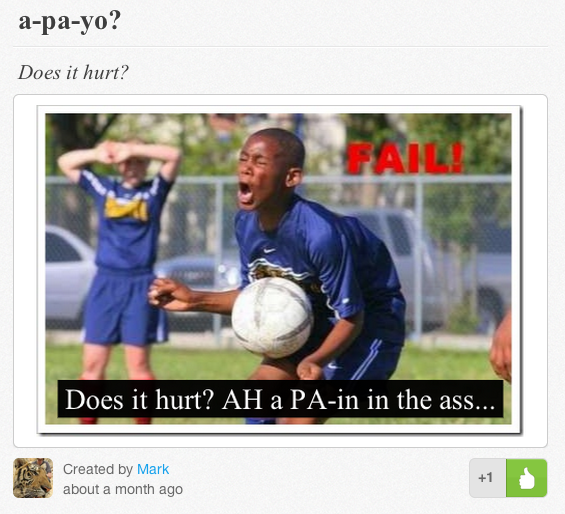 a-pa-yo?
Does it hurt?
FAIL!
Does it hurt? AH a PA-in in the ass...
Created by Mark
about a month ago
+1